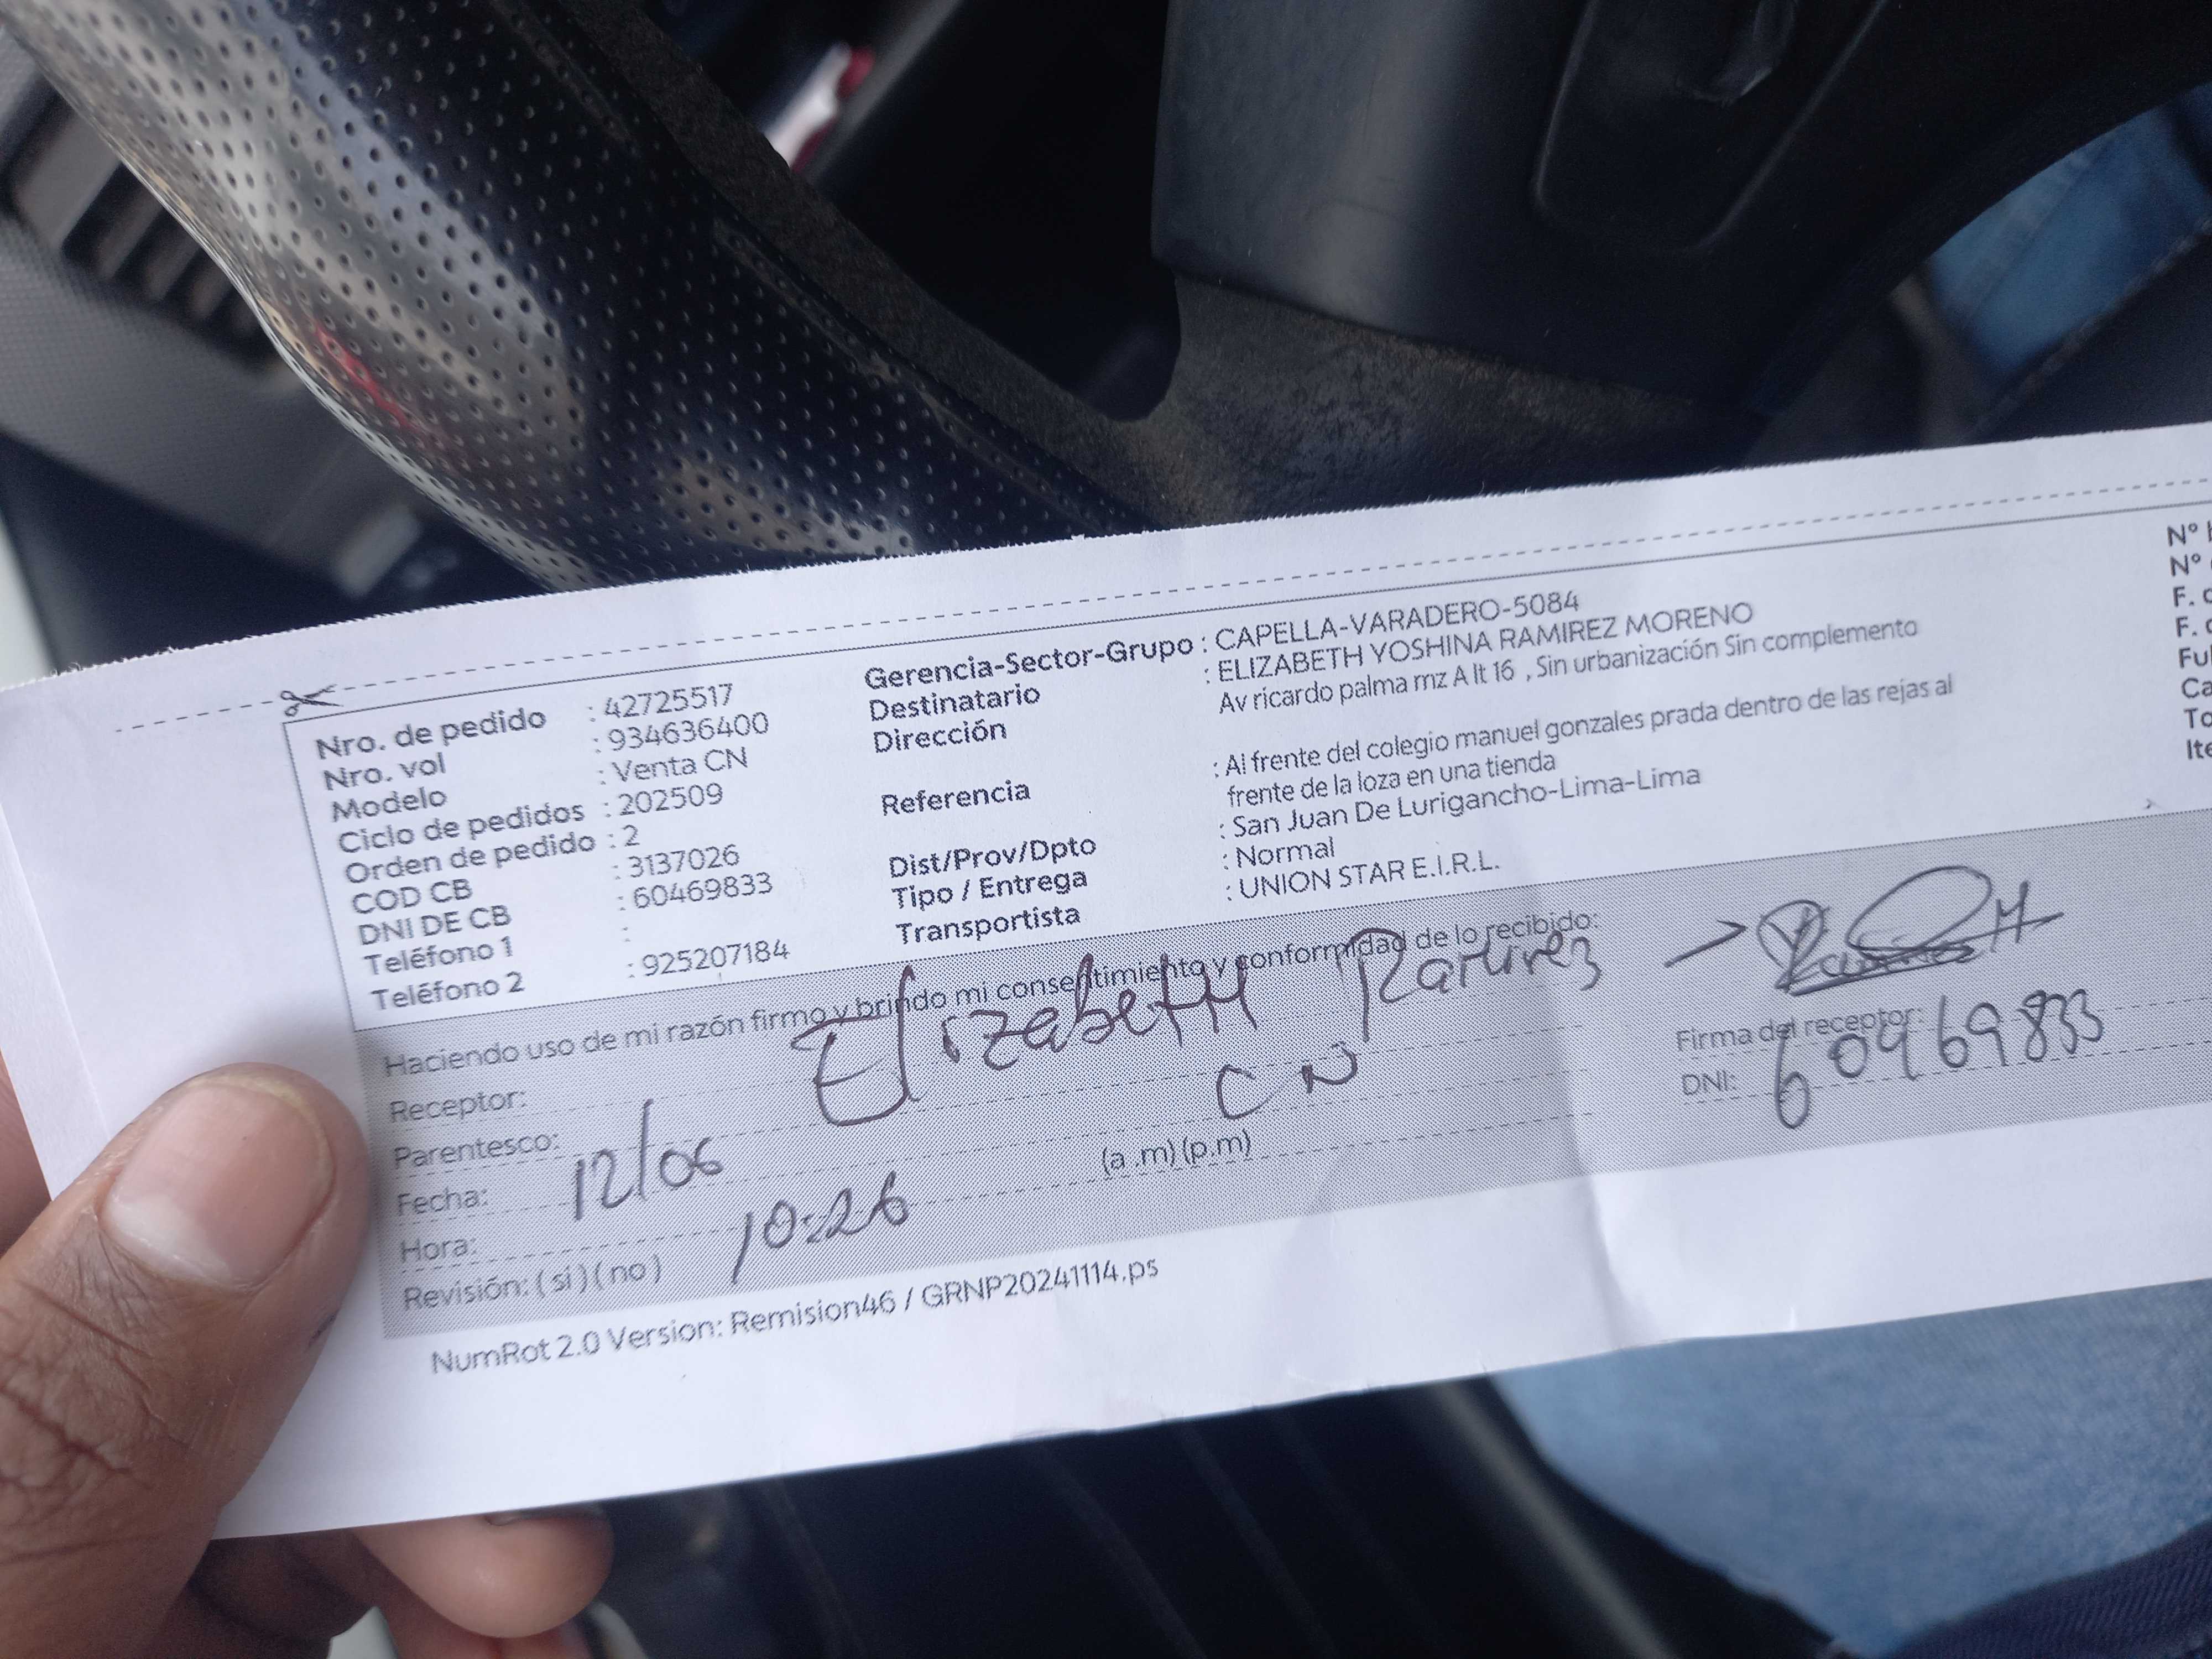 Nro. de pedido : 42725517
Nro. vol : 934636400
Modelo : Venta CN
Ciclo de pedidos : 202509
Orden de pedido : 2
COD CB : 3137026
DNI DE CB : 60469833
Teléfono 1 :
Teléfono 2 : 925207184
Gerencia-Sector-Grupo : CAPELLA-VARADERO-5084
Destinatario : ELIZABETH YOSHINA RAMIREZ MORENO
Dirección Av ricardo palma mz A lt 16 , Sin urbanización Sin complemento
Referencia : Al frente del colegio manuel gonzales prada dentro de las rejas al
frente de la loza en una tienda
Dist/Prov/Dpto : San Juan De Lurigancho-Lima-Lima
Tipo / Entrega : Normal
Transportista : UNION STAR E.I.R.L.
N°
N°
F.
F.
Haciendo uso de mi razón firmo y brindo mi consentimiento y conformidad de lo recibido:
Receptor: Elizabeth Ramirez
Parentesco: CN
Fecha: 12/06
Hora: 10:26 (a .m) (p.m)
Revisión: ( si ) ( no )
Firma del receptor:
DNI: 60469833
NumRot 2.0 Version: Remision46 / GRNP20241114.ps